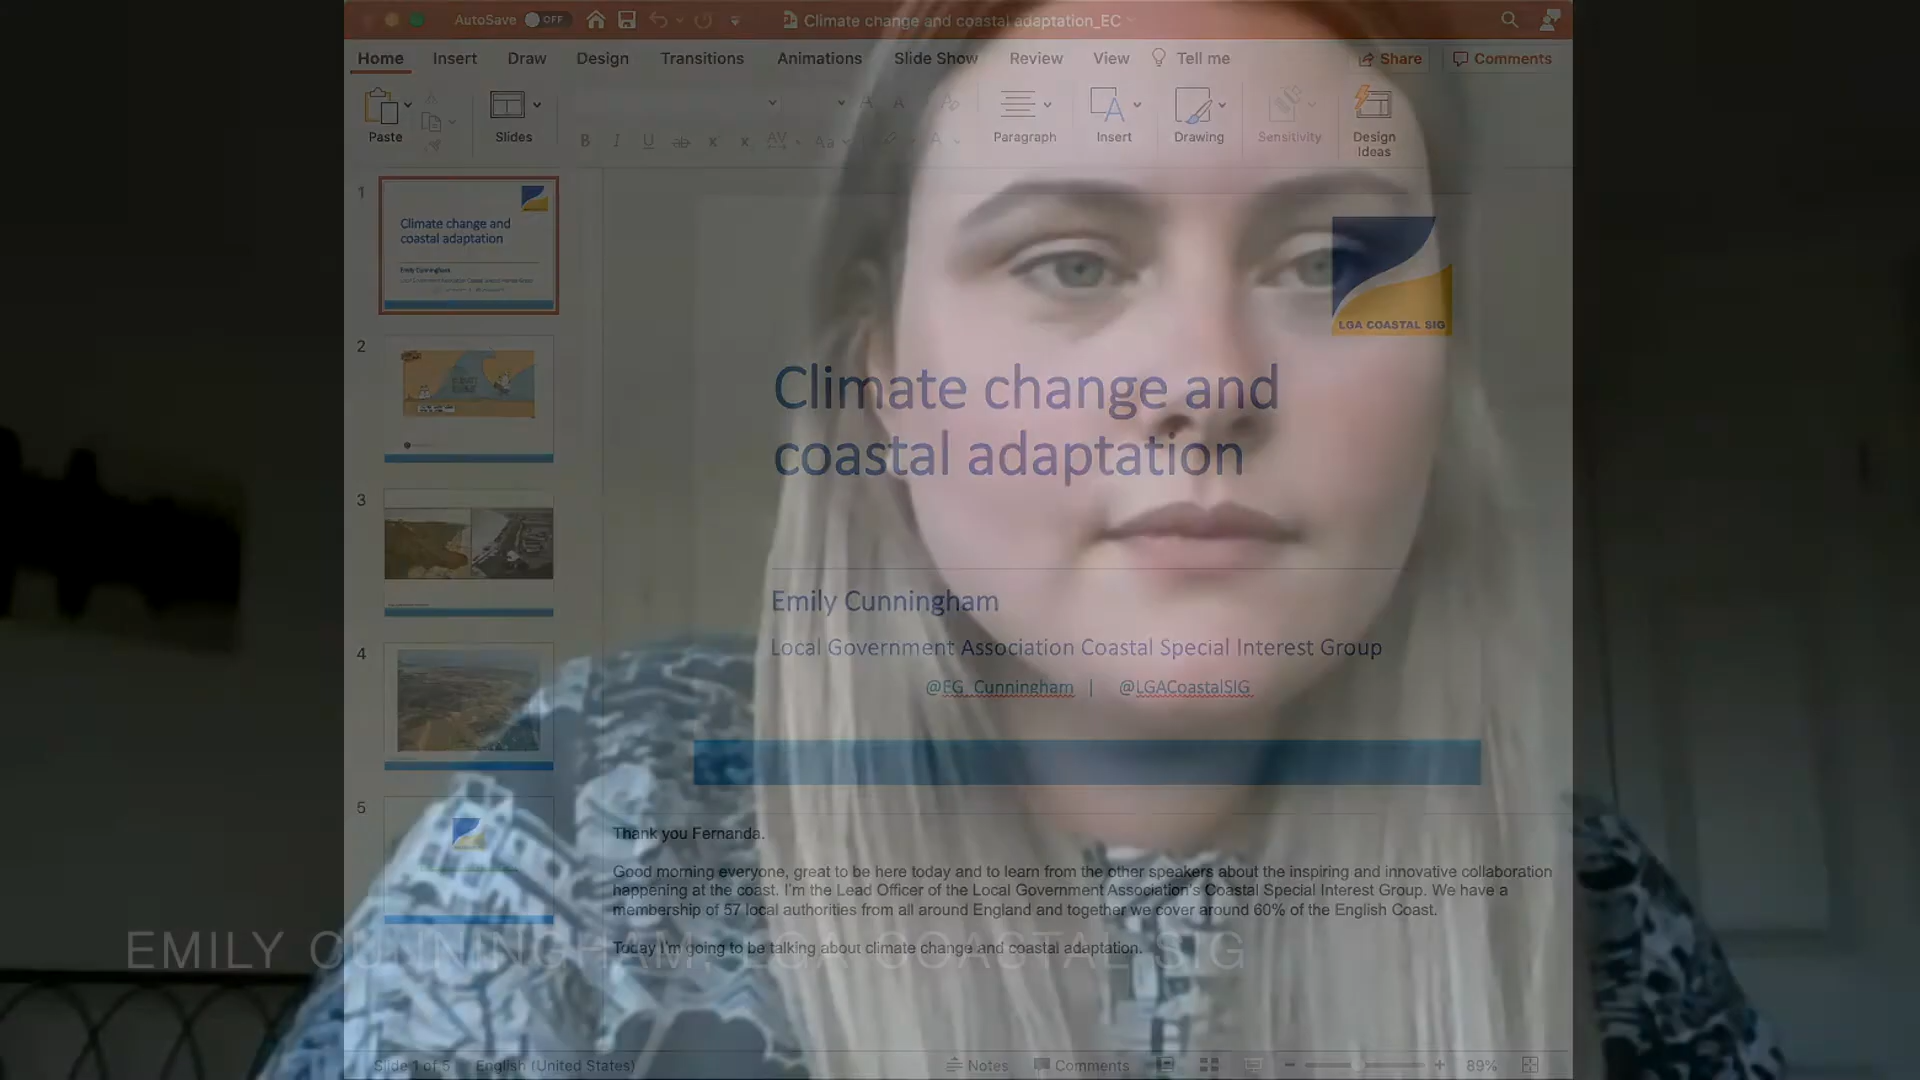 AutoSave OFF
Climate change and coastal adaptation_EC
Home Insert Draw Design Transitions Animations Slide Show Review View Tell me Share Comments
Paste Slides Paragraph Insert Drawing Sensitivity Design Ideas
1
Climate change and
coastal adaptation
Emily Cunningham
2
3
4
5
LGA COASTAL SIG
Climate change and
coastal adaptation
Emily Cunningham
Local Government Association Coastal Special Interest Group
@EG_Cunningham | @LGACoastalSIG
Thank you Fernanda.
Good morning everyone, great to be here today and to learn from the other speakers about the inspiring and innovative collaboration
happening at the coast. I'm the Lead Officer of the Local Government Association's Coastal Special Interest Group. We have a
membership of 57 local authorities from all around England and together we cover around 60% of the English Coast.
Today I'm going to be talking about climate change and coastal adaptation.
EMILY CUNNINGHAM, LGA COASTAL SIG
Slide 1 of 5 English (United States) Notes Comments 89%